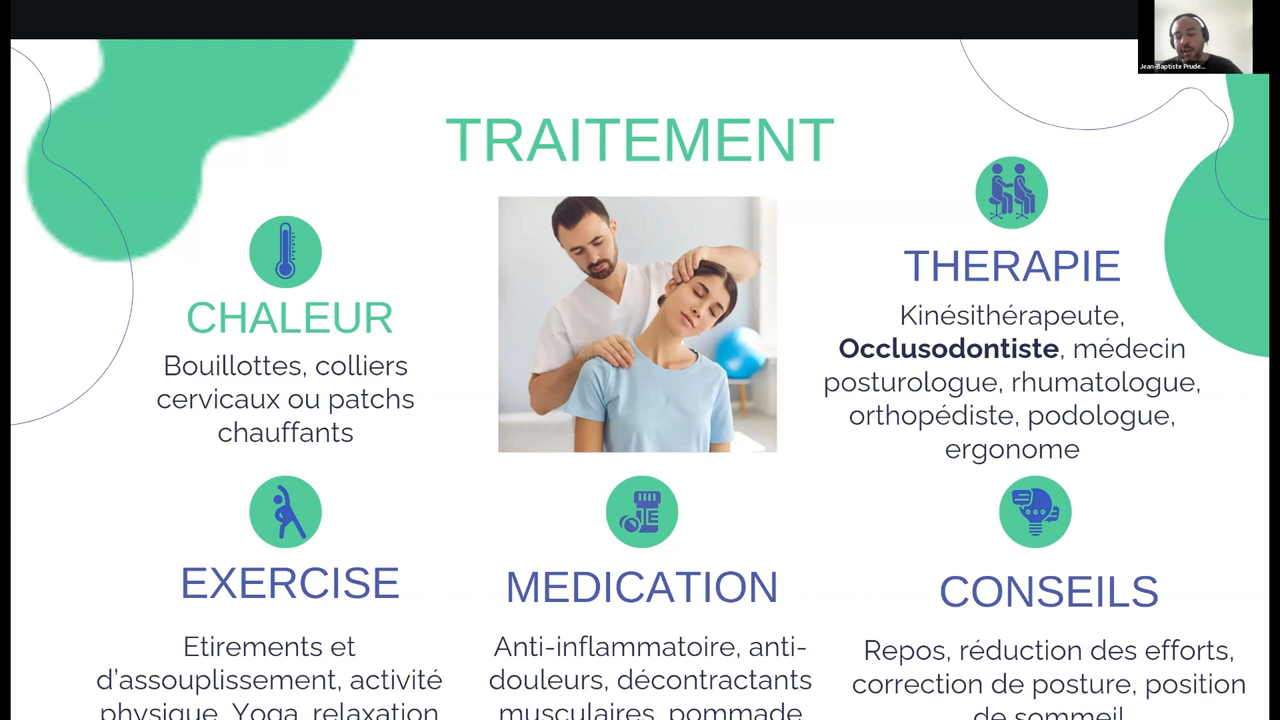 Jean-Baptiste Prude...
TRAITEMENT
CHALEUR
Bouillottes, colliers
cervicaux ou patchs
chauffants
THERAPIE
Kinésithérapeute,
Occlusodontiste, médecin
posturologue, rhumatologue,
orthopédiste, podologue,
ergonome
EXERCISE
Etirements et
d'assouplissement, activité
physique, Yoga, relaxation
MEDICATION
Anti-inflammatoire, anti-
douleurs, décontractants
musculaires, pommade
CONSEILS
Repos, réduction des efforts,
correction de posture, position
de sommeil